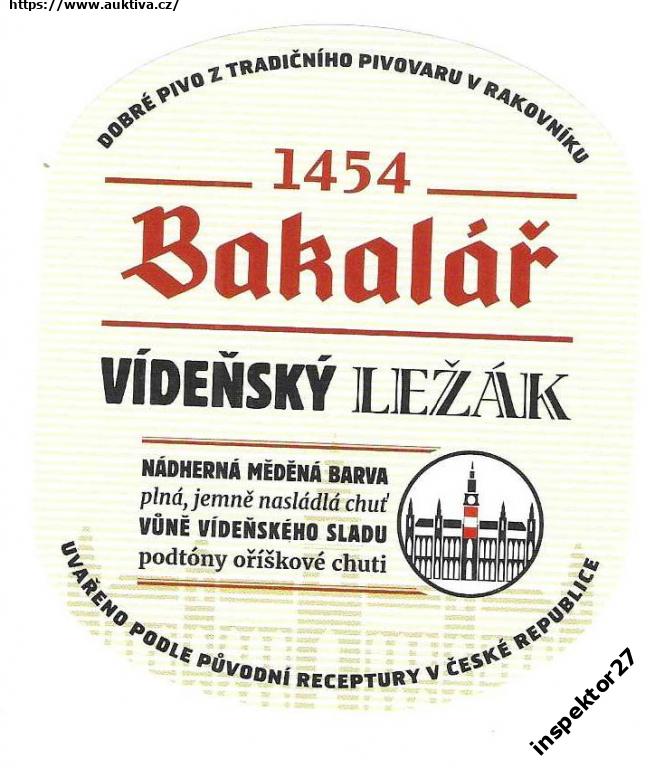 https://www.auktiva.cz/
DOBRÉ PIVO Z TRADIČNÍHO PIVOVARU V RAKOVNÍKU
1454
Bakalář
VÍDEŇSKÝ LEŽÁK
NÁDHERNÁ MĚDĚNÁ BARVA
plná, jemně nasládlá chuť
VŮNĚ VÍDEŇSKÉHO SLADU
podtóny oříškové chuti
UVAŘENO PODLE PŮVODNÍ RECEPTURY V ČESKÉ REPUBLICE
inspektor27